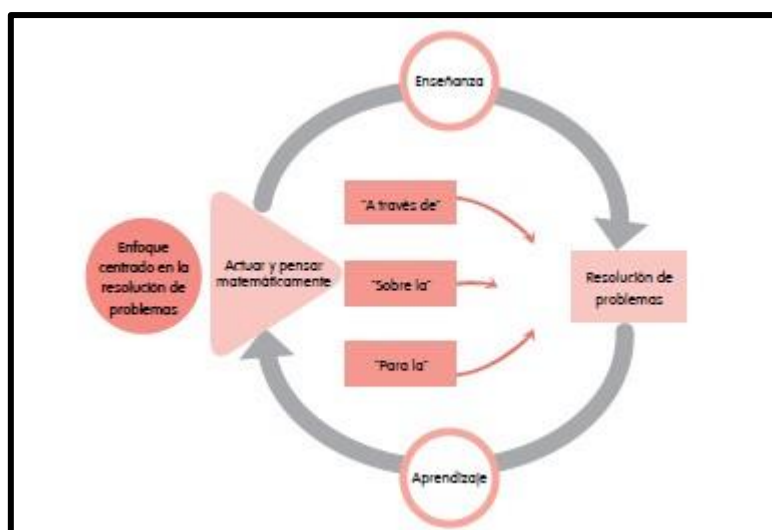 Enseñanza
"A través de"
Enfoque
centrado en la
resolución de
problemas
Actuar y pensar
matemáticamente
"Sobre la"
Resolución de
problemas
"Para la"
Aprendizaje